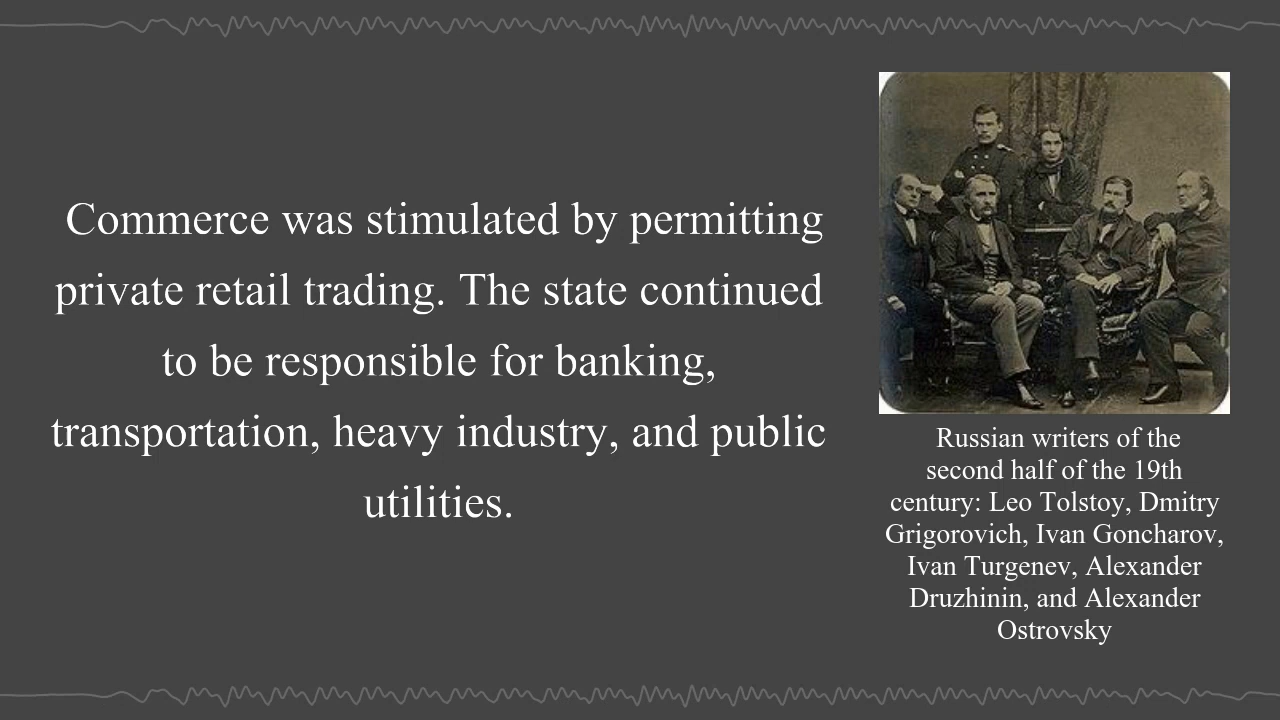 Commerce was stimulated by permitting
private retail trading. The state continued
to be responsible for banking,
transportation, heavy industry, and public
utilities.
Russian writers of the
second half of the 19th
century: Leo Tolstoy, Dmitry
Grigorovich, Ivan Goncharov,
Ivan Turgenev, Alexander
Druzhinin, and Alexander
Ostrovsky